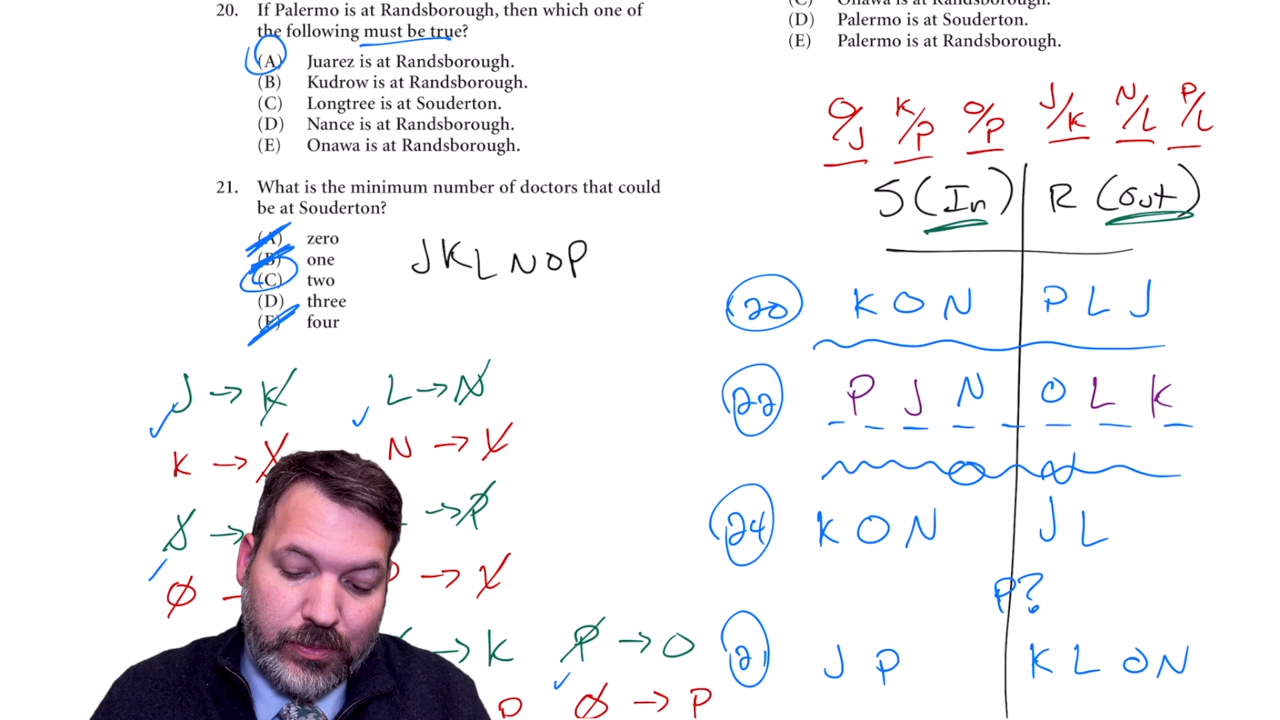 20. If Palermo is at Randsborough, then which one of
the following must be true?
(A) Juarez is at Randsborough.
(B) Kudrow is at Randsborough.
(C) Longtree is at Souderton.
(D) Nance is at Randsborough.
(E) Onawa is at Randsborough.
21. What is the minimum number of doctors that could
be at Souderton?
(A) zero
(B) one
(C) two
(D) three
(E) four
JKLNOP
J → K
L → N
K → J
N → L
J →
→ P
O
→ L
→ K
P → O
O → P
(D) Palermo is at Souderton.
(E) Palermo is at Randsborough.
O/J K/P O/P J/K N/L P/L
S (In) R (out)
20 K O N P L J
22 P J N O L K
24 K O N J L
P?
21 J P K L O N